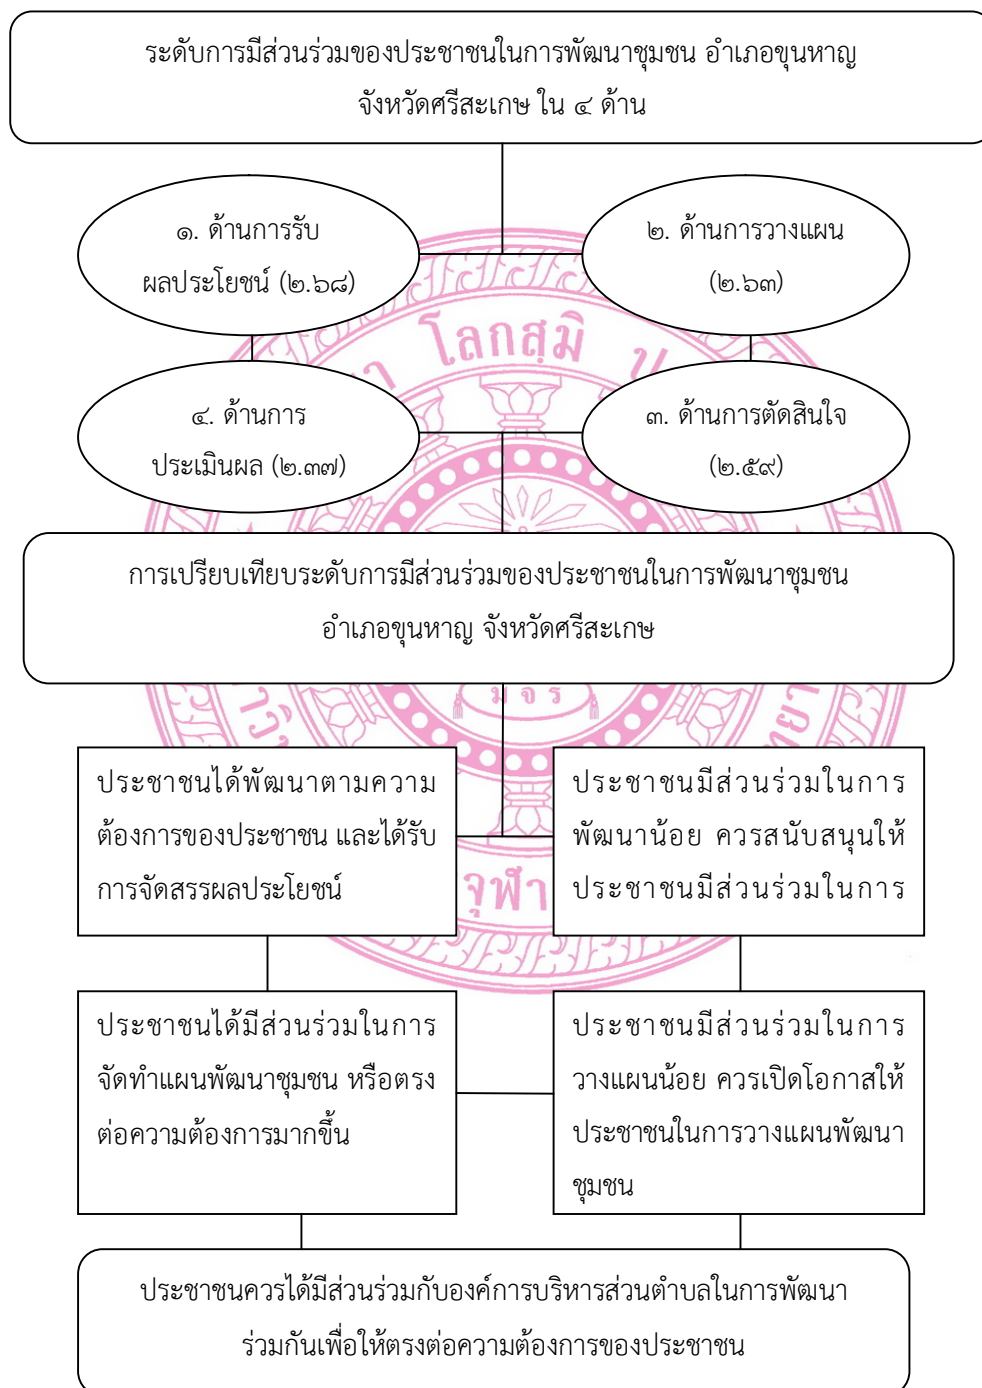 ระดับการมีส่วนร่วมของประชาชนในการพัฒนาชุมชน อำเภอขุนหาญ
จังหวัดศรีสะเกษ ใน ๔ ด้าน
๑. ด้านการรับ
ผลประโยชน์ (๒.๖๘)
๒. ด้านการวางแผน
(๒.๖๓)
โลกสฺมิ
๔. ด้านการ
ประเมินผล (๒.๓๗)
๓. ด้านการตัดสินใจ
(๒.๕๙)
การเปรียบเทียบระดับการมีส่วนร่วมของประชาชนในการพัฒนาชุมชน
อำเภอขุนหาญ จังหวัดศรีสะเกษ
ม จ ร
ประชาชนได้พัฒนาตามความ
ต้องการของประชาชน และได้รับ
การจัดสรรผลประโยชน์
ประชาชนมีส่วนร่วมในการ
พัฒนาน้อย ควรสนับสนุนให้
ประชาชนมีส่วนร่วมในการ
จุฬา
ประชาชนได้มีส่วนร่วมในการ
จัดทำแผนพัฒนาชุมชน หรือตรง
ต่อความต้องการมากขึ้น
ประชาชนมีส่วนร่วมในการ
วางแผนน้อย ควรเปิดโอกาสให้
ประชาชนในการวางแผนพัฒนา
ชุมชน
ประชาชนควรได้มีส่วนร่วมกับองค์การบริหารส่วนตำบลในการพัฒนา
ร่วมกันเพื่อให้ตรงต่อความต้องการของประชาชน